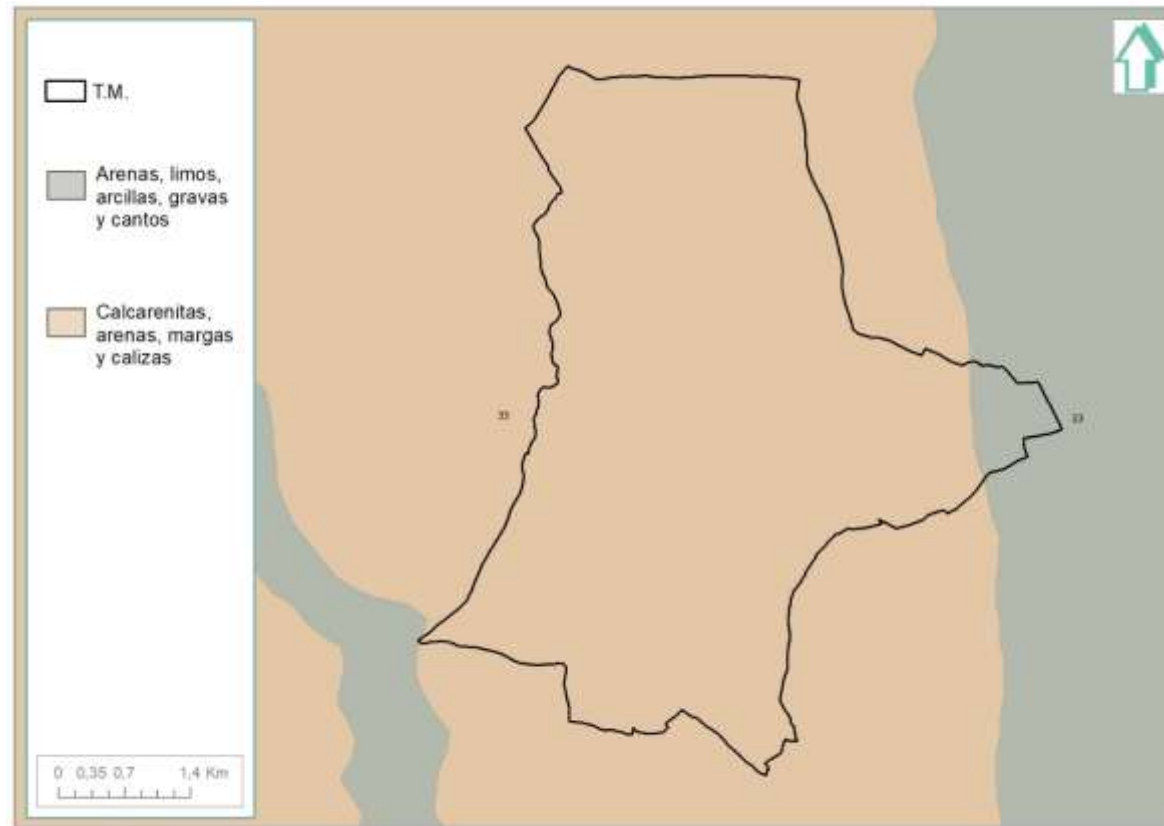 T.M.
Arenas, limos,
arcillas, gravas
y cantos
Calcarenitas,
arenas, margas
y calizas
0 0,35 0,7 1,4 Km